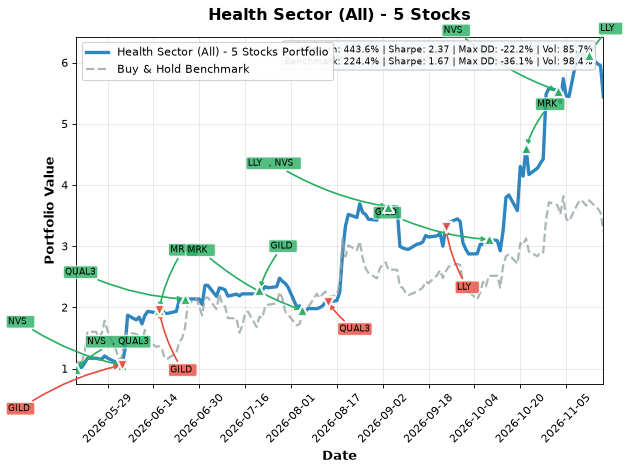 Health Sector (All) - 5 Stocks
NVS
LLY
Health Sector (All) - 5 Stocks Portfolio
Buy & Hold Benchmark
443.6% | Sharpe: 2.37 | Max DD: -22.2% | Vol: 85.7%
Benchmark: 224.4% | Sharpe: 1.67 | Max DD: -36.1% | Vol: 98.4%
MRK
LLY , NVS
GILD
MRK
GILD
QUAL3
LLY
NVS
NVS , QUAL3
QUAL3
GILD
GILD
Portfolio Value
6
5
4
3
2
1
2026-05-29
2026-06-14
2026-06-30
2026-07-16
2026-08-01
2026-08-17
2026-09-02
2026-09-18
2026-10-04
2026-10-20
2026-11-05
Date